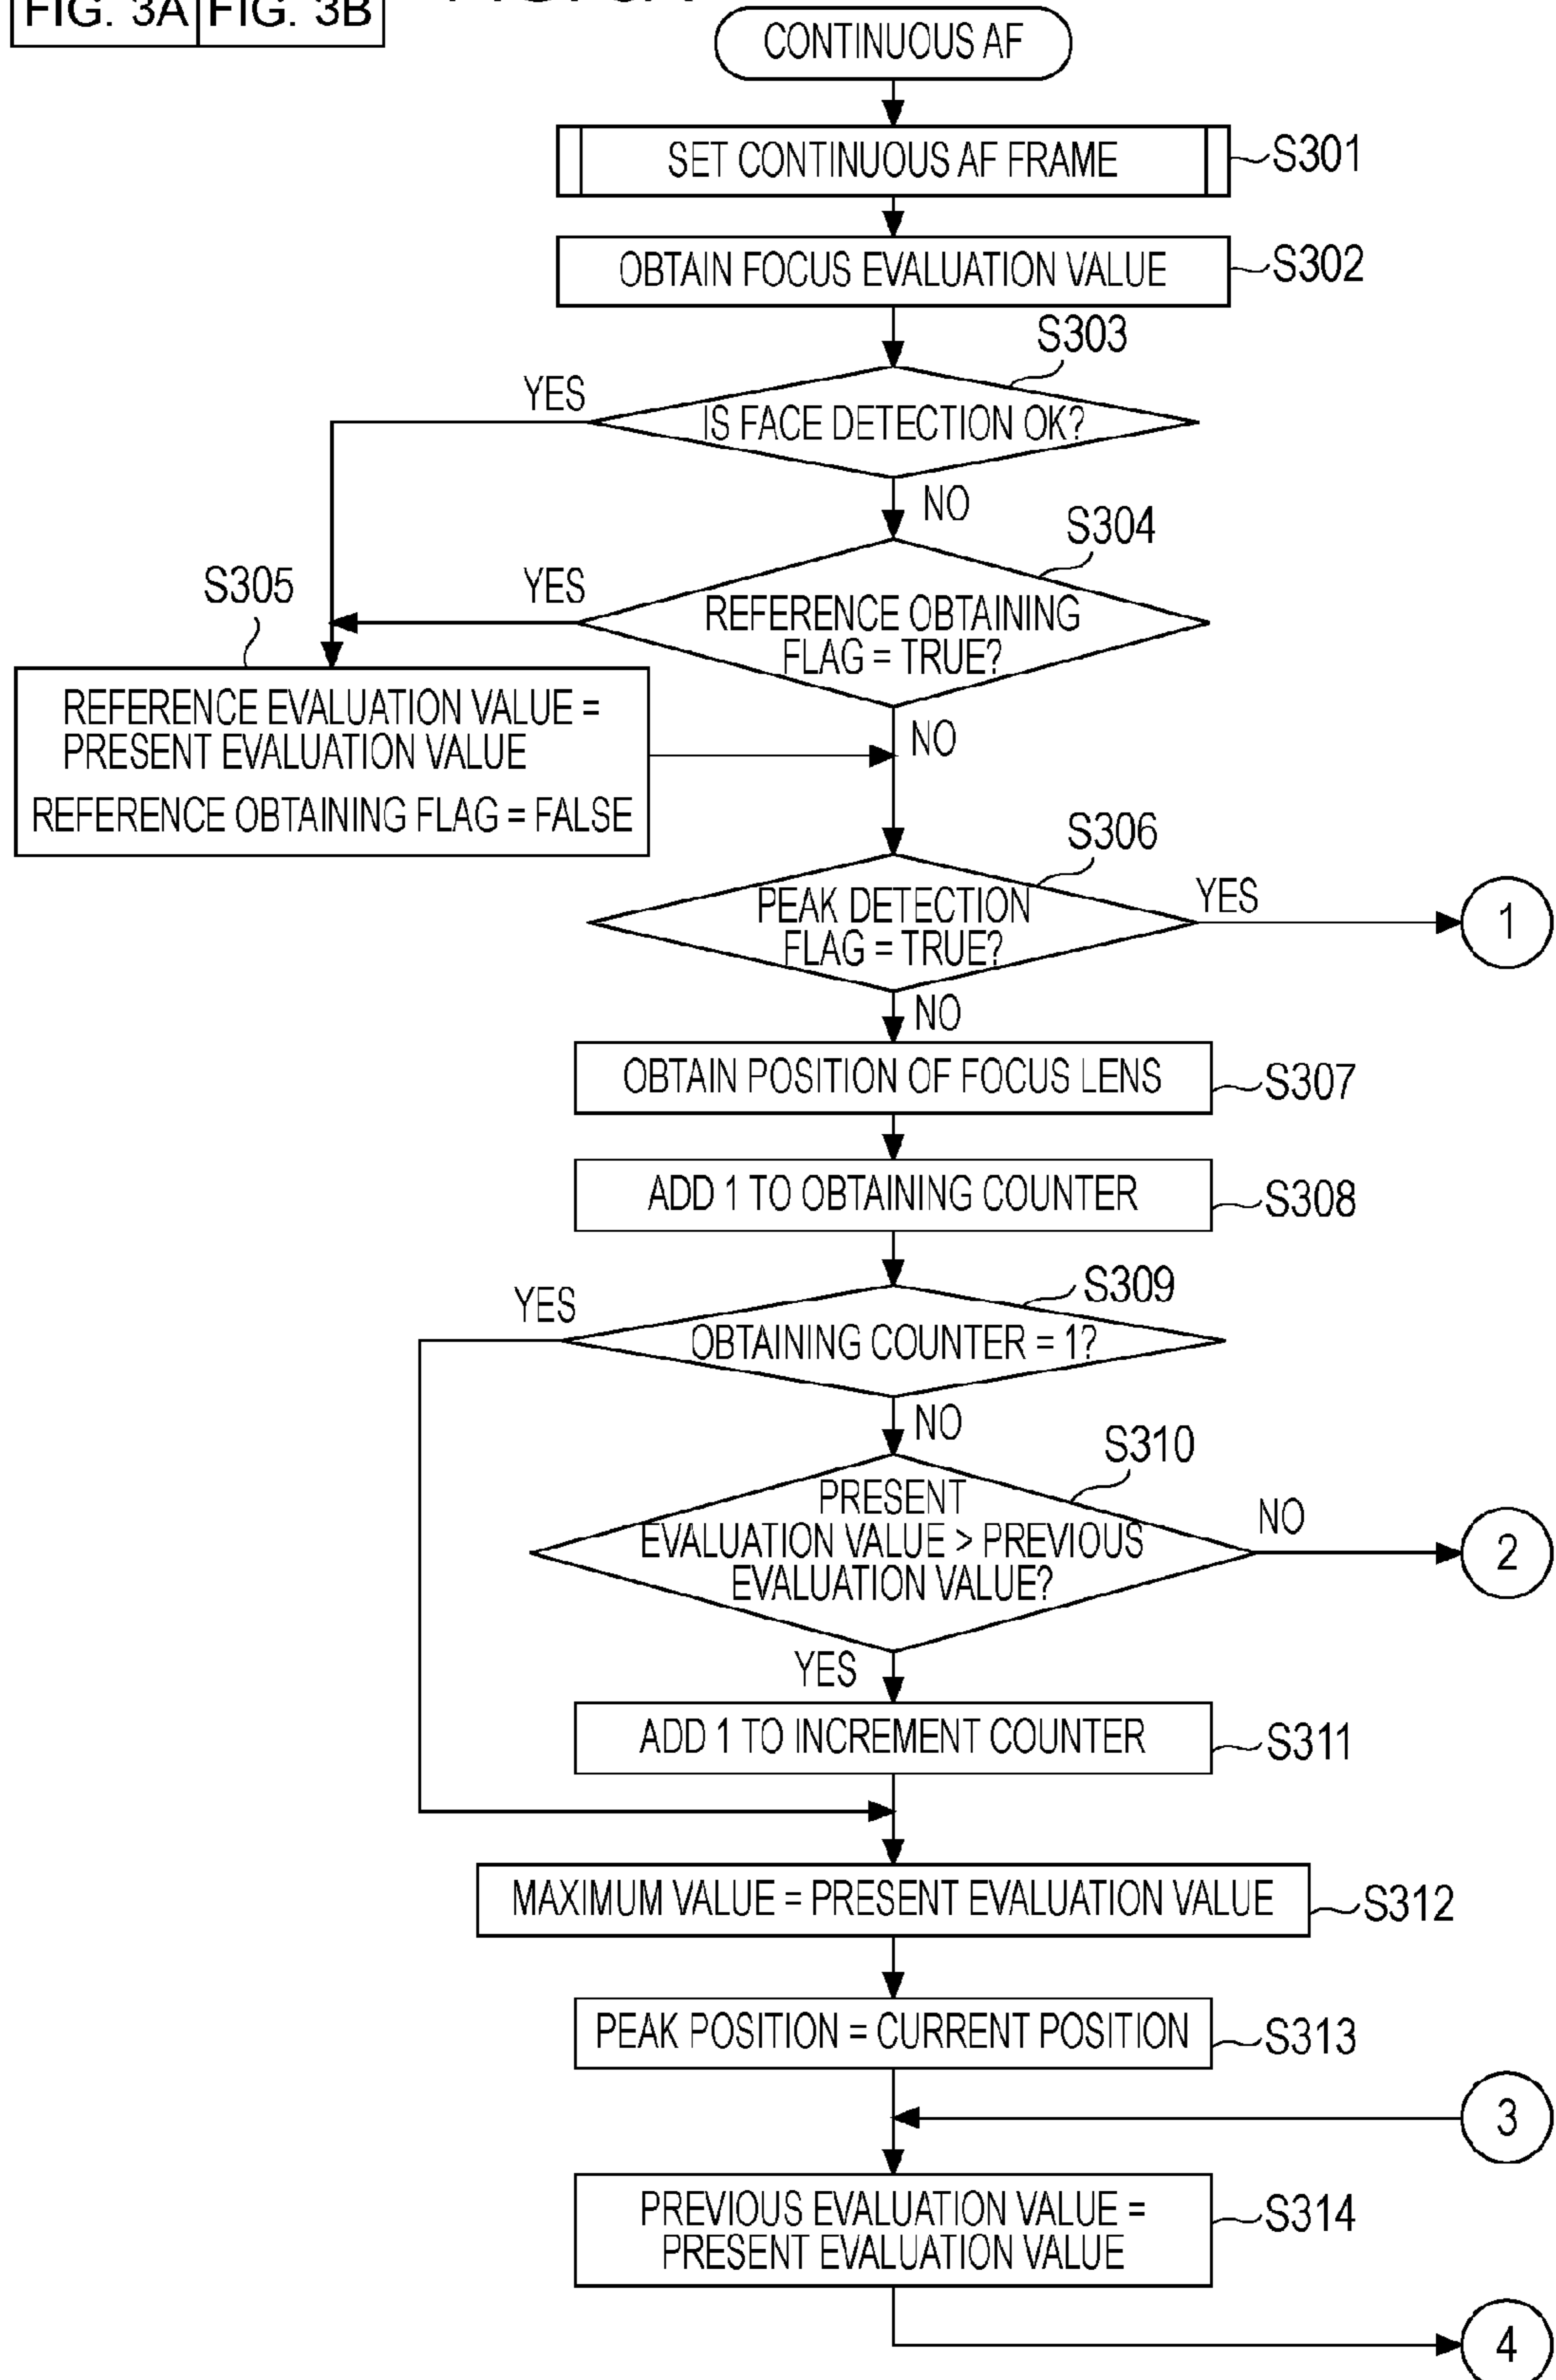 FIG. 3A FIG. 3B
CONTINUOUS AF
SET CONTINUOUS AF FRAME
S301
OBTAIN FOCUS EVALUATION VALUE
S302
S303
YES
IS FACE DETECTION OK?
NO
S304
S305
YES
REFERENCE OBTAINING
FLAG = TRUE?
REFERENCE EVALUATION VALUE =
PRESENT EVALUATION VALUE
REFERENCE OBTAINING FLAG = FALSE
NO
S306
PEAK DETECTION
FLAG = TRUE?
YES
1
NO
OBTAIN POSITION OF FOCUS LENS
S307
ADD 1 TO OBTAINING COUNTER
S308
S309
YES
OBTAINING COUNTER = 1?
NO
S310
PRESENT
EVALUATION VALUE > PREVIOUS
EVALUATION VALUE?
NO
2
YES
ADD 1 TO INCREMENT COUNTER
S311
MAXIMUM VALUE = PRESENT EVALUATION VALUE
S312
PEAK POSITION = CURRENT POSITION
S313
3
PREVIOUS EVALUATION VALUE =
PRESENT EVALUATION VALUE
S314
4